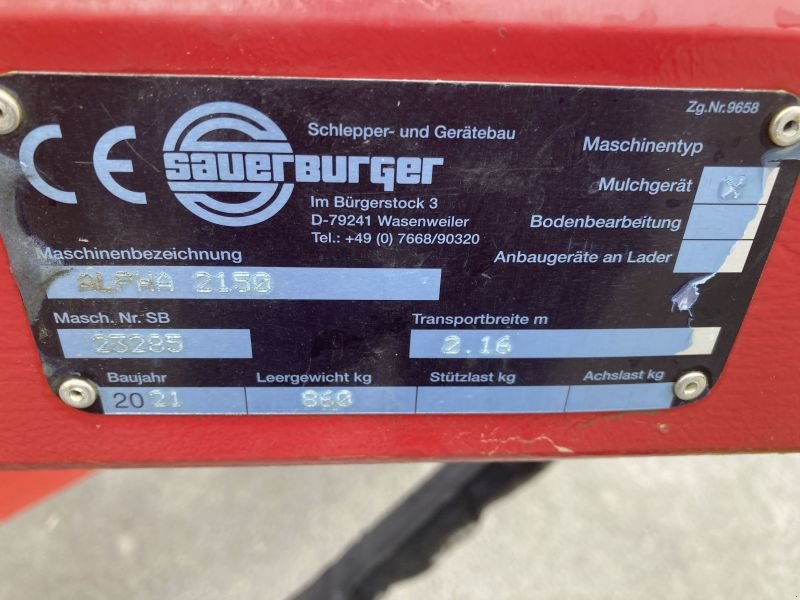 Zg.Nr.9658
CE
sauerburger
Schlepper- und Gerätebau
Im Bürgerstock 3
D-79241 Wasenweiler
Tel.: +49 (0) 7668/90320
Maschinentyp
Mulchgerät X
Bodenbearbeitung
Anbaugeräte an Lader
Maschinenbezeichnung
ALPHA 2150
Masch. Nr. SB
23285
Transportbreite m
2.16
Baujahr
2021
Leergewicht kg
860
Stützlast kg
Achslast kg